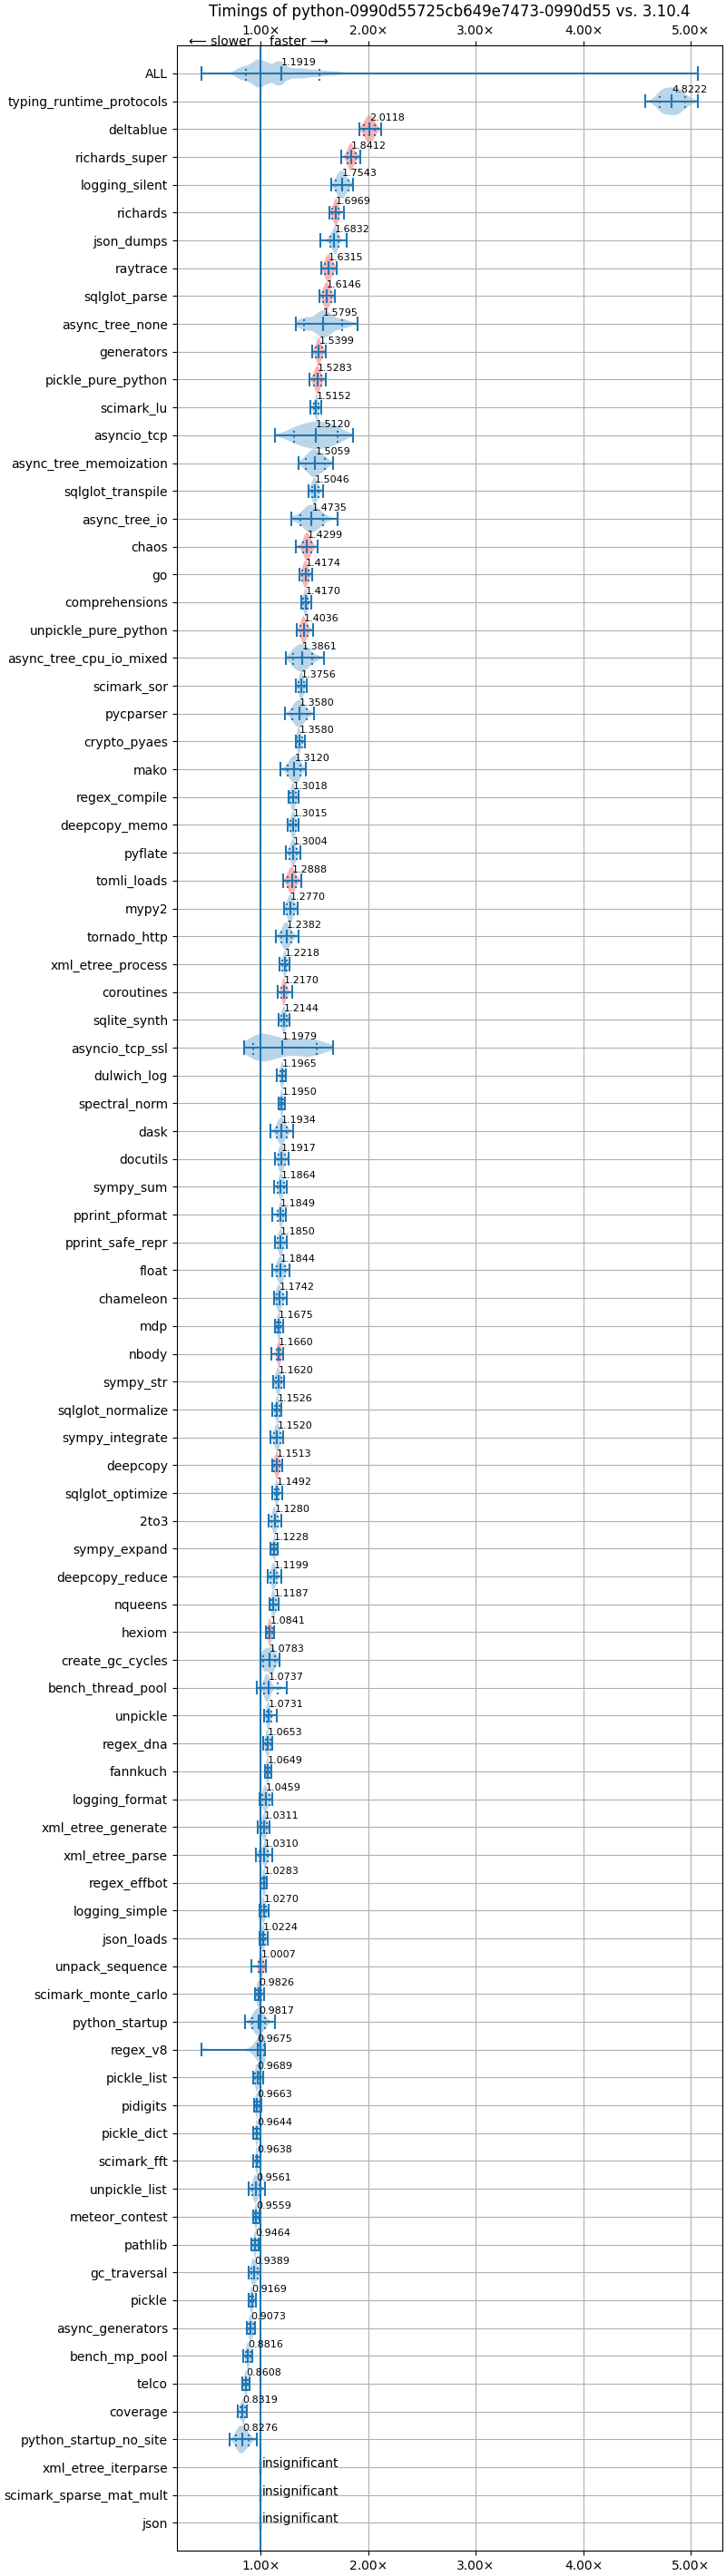 Timings of python-0990d55725cb649e7473-0990d55 vs. 3.10.4
1.00× 2.00× 3.00× 4.00× 5.00×
⟵ slower faster ⟶
ALL 1.1919
typing_runtime_protocols 4.8222
deltablue 2.0118
richards_super 1.8412
logging_silent 1.7543
richards 1.6969
json_dumps 1.6832
raytrace 1.6315
sqlglot_parse 1.6146
async_tree_none 1.5795
generators 1.5399
pickle_pure_python 1.5283
scimark_lu 1.5152
asyncio_tcp 1.5120
async_tree_memoization 1.5059
sqlglot_transpile 1.5046
async_tree_io 1.4735
chaos 1.4299
go 1.4174
comprehensions 1.4170
unpickle_pure_python 1.4036
async_tree_cpu_io_mixed 1.3861
scimark_sor 1.3756
pycparser 1.3580
crypto_pyaes 1.3580
mako 1.3120
regex_compile 1.3018
deepcopy_memo 1.3015
pyflate 1.3004
tomli_loads 1.2888
mypy2 1.2770
tornado_http 1.2382
xml_etree_process 1.2218
coroutines 1.2170
sqlite_synth 1.2144
asyncio_tcp_ssl 1.1979
dulwich_log 1.1965
spectral_norm 1.1950
dask 1.1934
docutils 1.1917
sympy_sum 1.1864
pprint_pformat 1.1849
pprint_safe_repr 1.1850
float 1.1844
chameleon 1.1742
mdp 1.1675
nbody 1.1660
sympy_str 1.1620
sqlglot_normalize 1.1526
sympy_integrate 1.1520
deepcopy 1.1513
sqlglot_optimize 1.1492
2to3 1.1280
sympy_expand 1.1228
deepcopy_reduce 1.1199
nqueens 1.1187
hexiom 1.0841
create_gc_cycles 1.0783
bench_thread_pool 1.0737
unpickle 1.0731
regex_dna 1.0653
fannkuch 1.0649
logging_format 1.0459
xml_etree_generate 1.0311
xml_etree_parse 1.0310
regex_effbot 1.0283
logging_simple 1.0270
json_loads 1.0224
unpack_sequence 1.0007
scimark_monte_carlo 0.9826
python_startup 0.9817
regex_v8 0.9675
pickle_list 0.9689
pidigits 0.9663
pickle_dict 0.9644
scimark_fft 0.9638
unpickle_list 0.9561
meteor_contest 0.9559
pathlib 0.9464
gc_traversal 0.9389
pickle 0.9169
async_generators 0.9073
bench_mp_pool 0.8816
telco 0.8608
coverage 0.8319
python_startup_no_site 0.8276
xml_etree_iterparse insignificant
scimark_sparse_mat_mult insignificant
json insignificant
1.00× 2.00× 3.00× 4.00× 5.00×